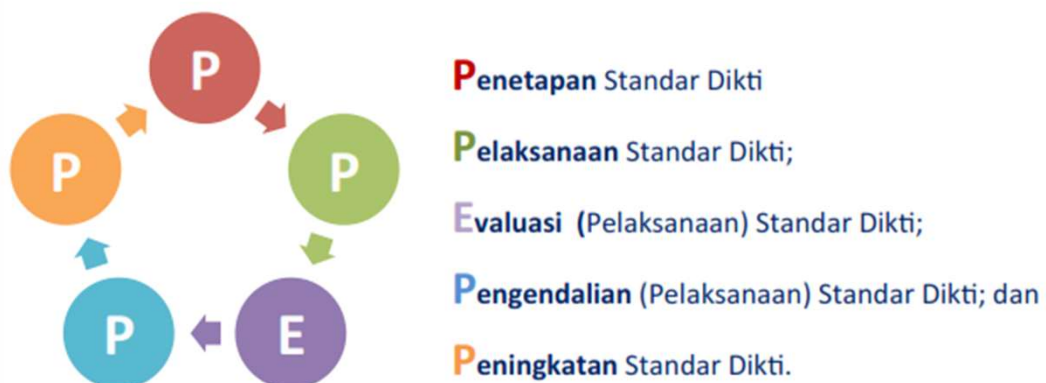 P
P
P
P
E
Penetapan Standar Dikti
Pelaksanaan Standar Dikti;
Evaluasi (Pelaksanaan) Standar Dikti;
Pengendalian (Pelaksanaan) Standar Dikti; dan
Peningkatan Standar Dikti.